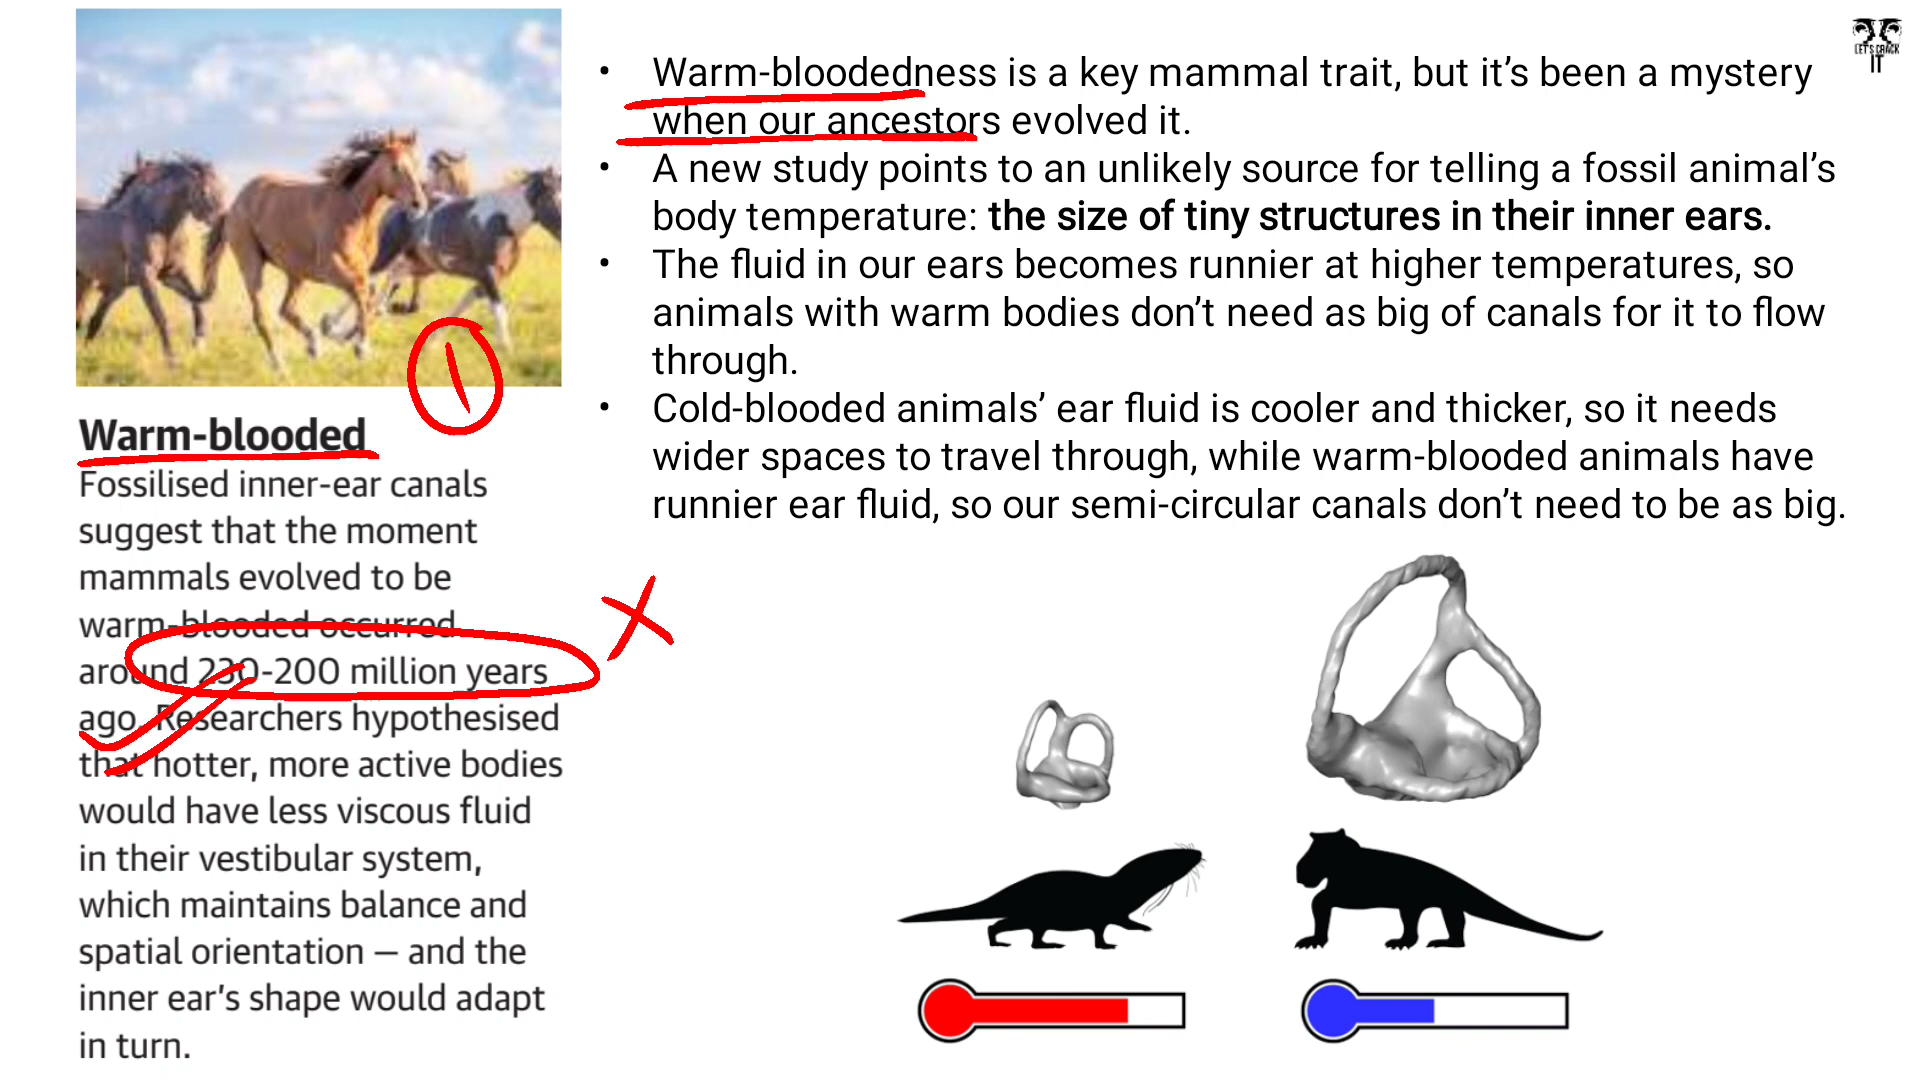 Warm-blooded
Fossilised inner-ear canals
suggest that the moment
mammals evolved to be
warm-blooded occurred
around 230-200 million years
ago. Researchers hypothesised
that hotter, more active bodies
would have less viscous fluid
in their vestibular system,
which maintains balance and
spatial orientation — and the
inner ear's shape would adapt
in turn.
• Warm-bloodedness is a key mammal trait, but it’s been a mystery
when our ancestors evolved it.
• A new study points to an unlikely source for telling a fossil animal’s
body temperature: the size of tiny structures in their inner ears.
• The fluid in our ears becomes runnier at higher temperatures, so
animals with warm bodies don’t need as big of canals for it to flow
through.
• Cold-blooded animals’ ear fluid is cooler and thicker, so it needs
wider spaces to travel through, while warm-blooded animals have
runnier ear fluid, so our semi-circular canals don’t need to be as big.
LET'S CRACK
IT
1